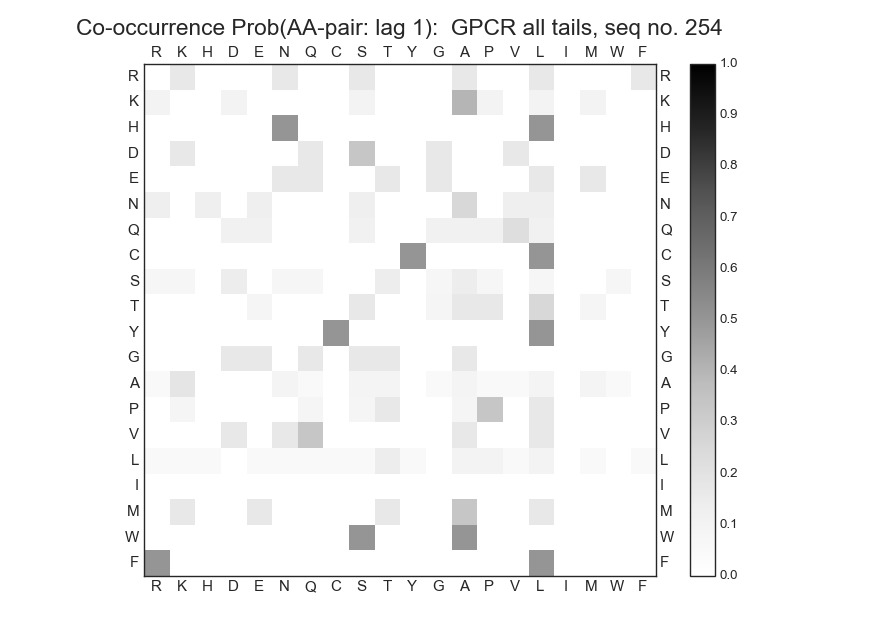 Co-occurrence Prob(AA-pair: lag 1):  GPCR all tails, seq no. 254
R K H D E N Q C S T Y G A P V L I M W F
R R 1.0
K K
0.9
H H
D D 0.8
E E
0.7
N N
Q Q 0.6
C C
S S 0.5
T T
Y Y
0.4
G G
A A
P P 0.3
V V
0.2
L L
I I
M M 0.1
W W
F F 0.0
R K H D E N Q C S T Y G A P V L I M W F